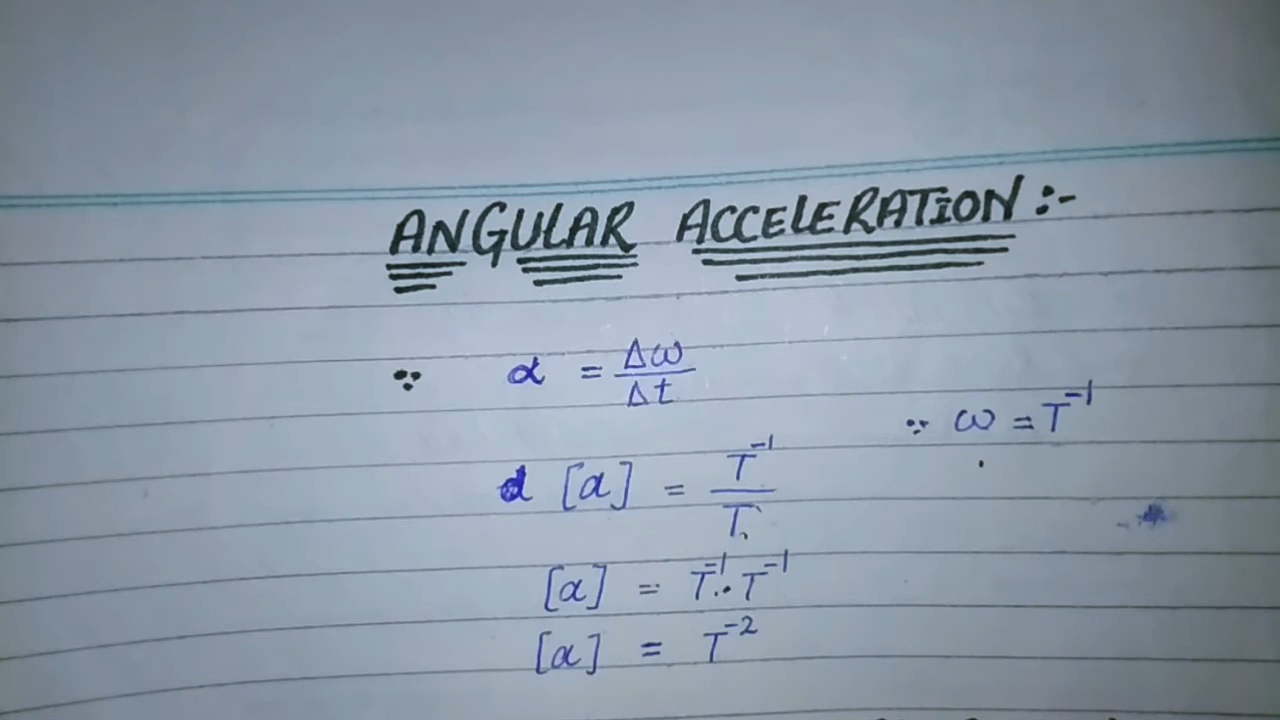 ANGULAR ACCELERATION :-
∵ α = Δω/Δt
∵ ω = T⁻¹
[α] = T⁻¹/T
[α] = T⁻¹·T⁻¹
[α] = T⁻²